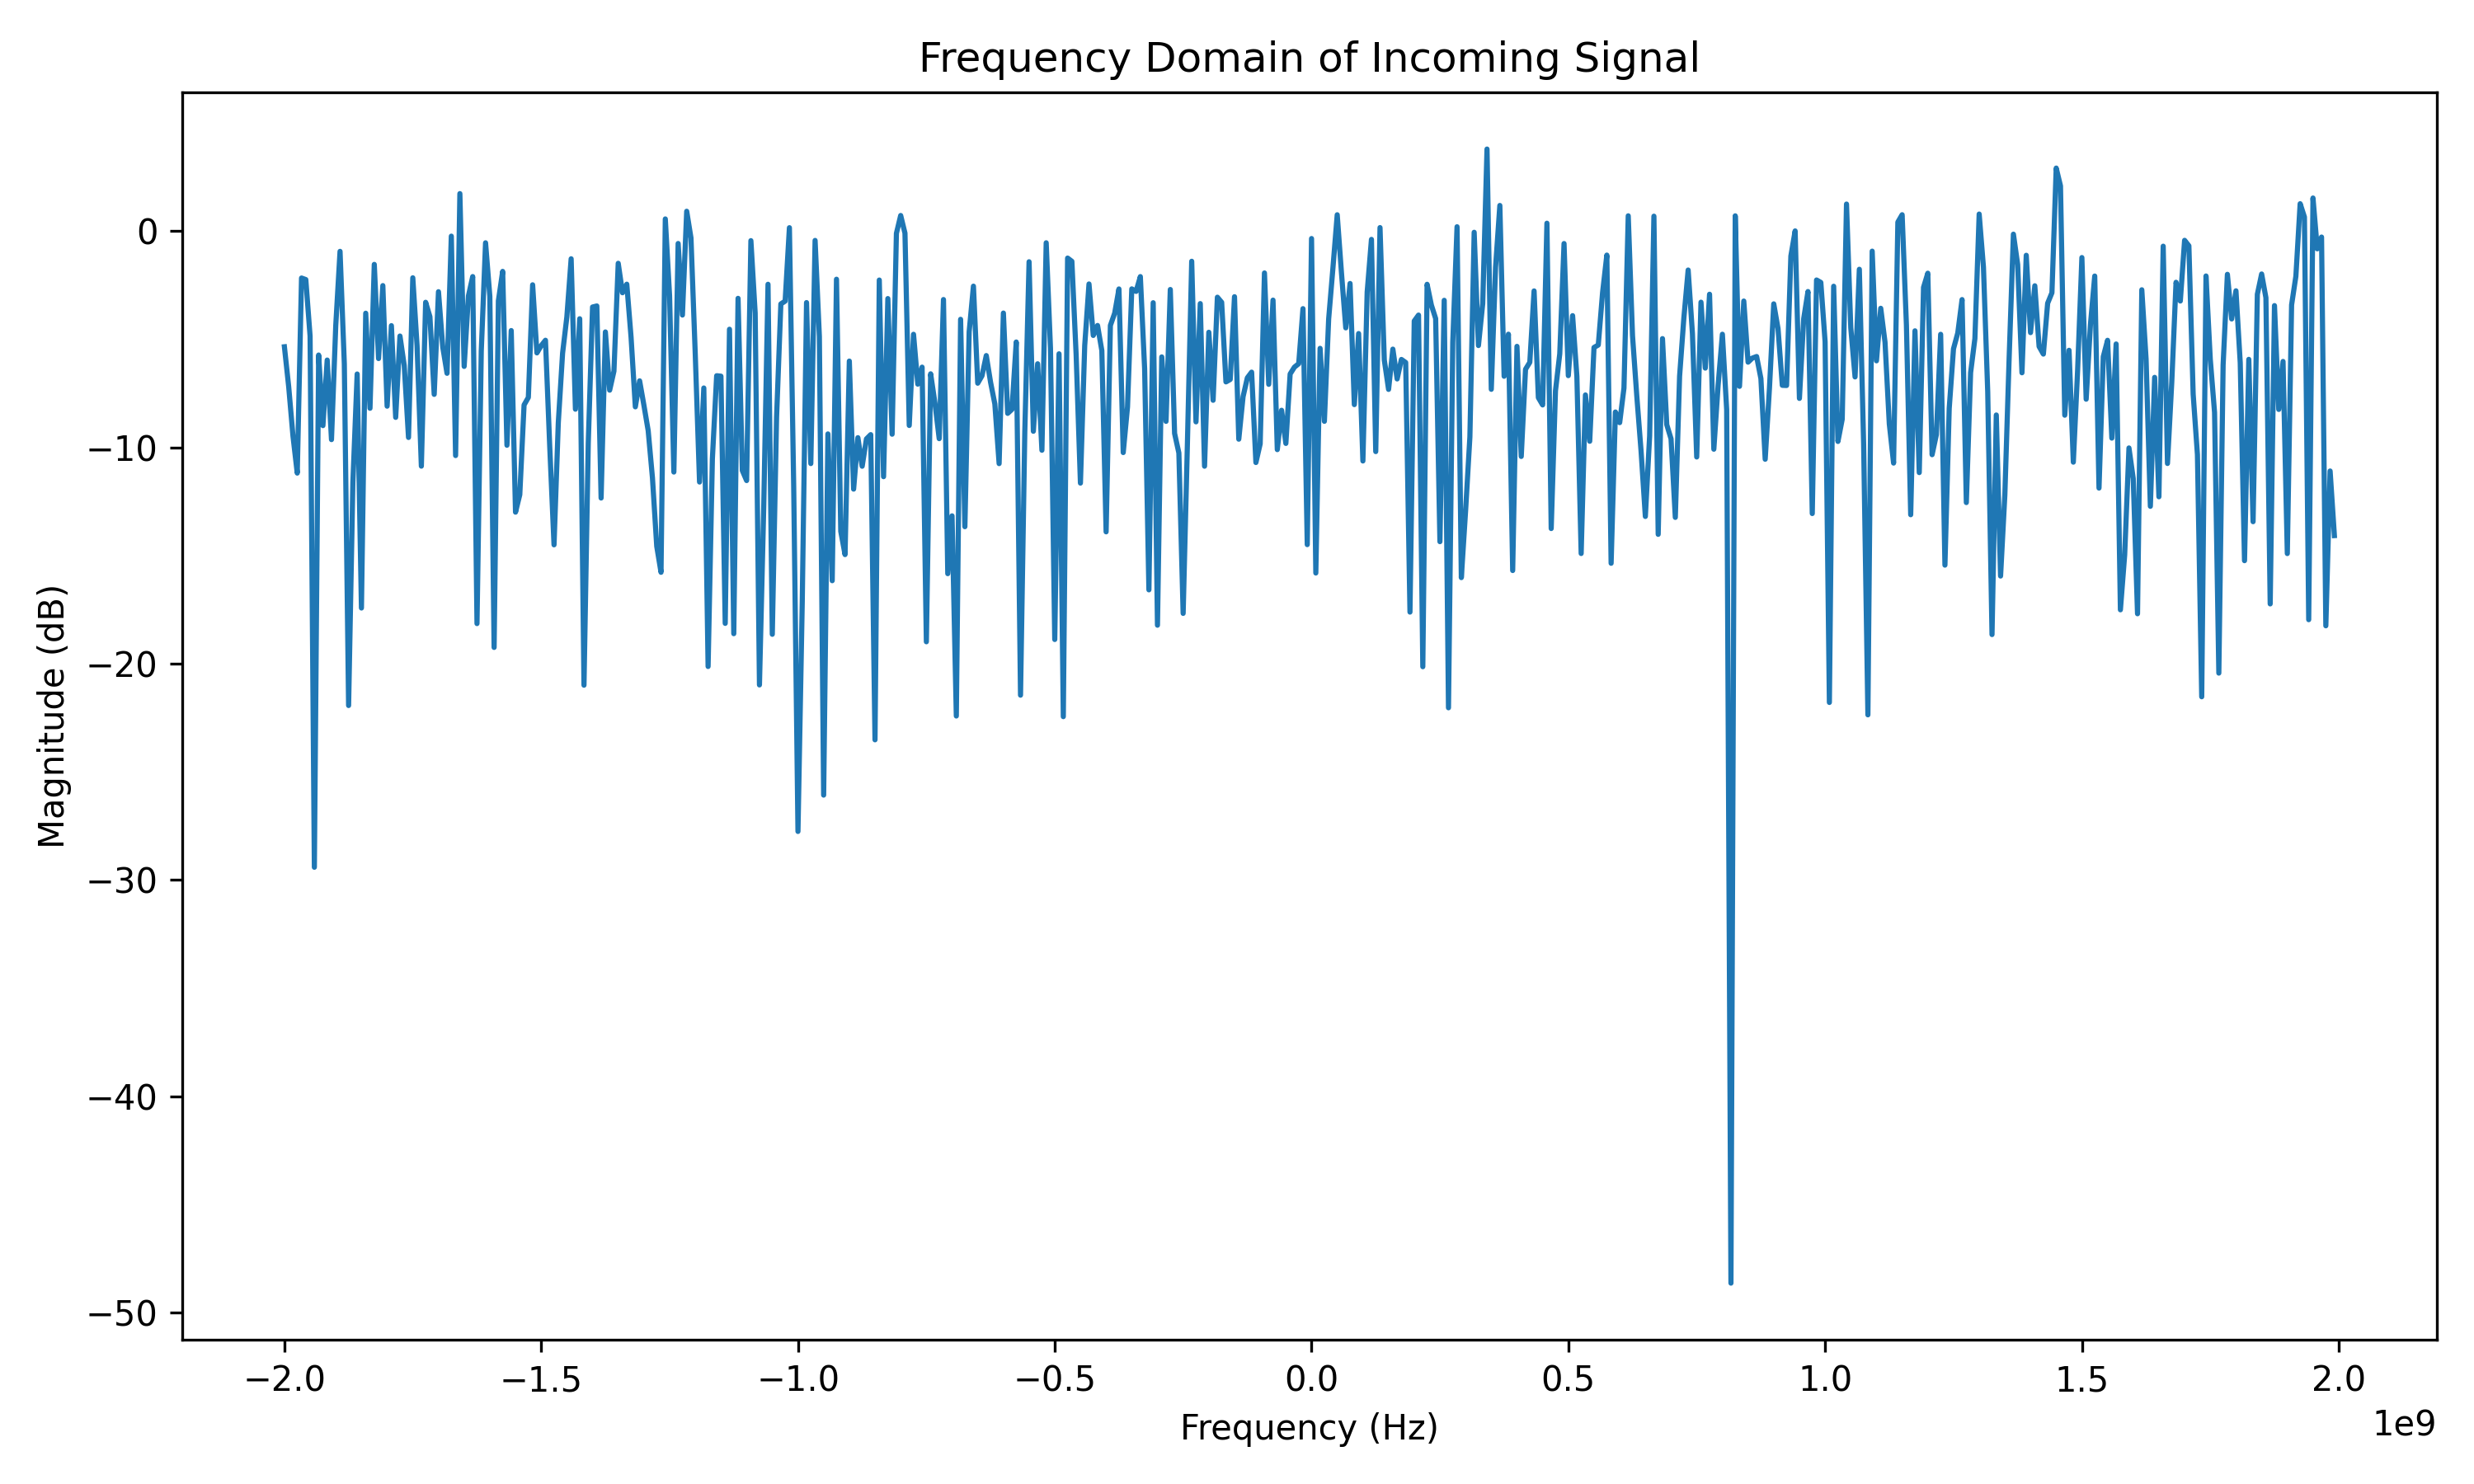 Frequency Domain of Incoming Signal
Magnitude (dB)
0
−10
−20
−30
−40
−50
−2.0 −1.5 −1.0 −0.5 0.0 0.5 1.0 1.5 2.0
1e9
Frequency (Hz)